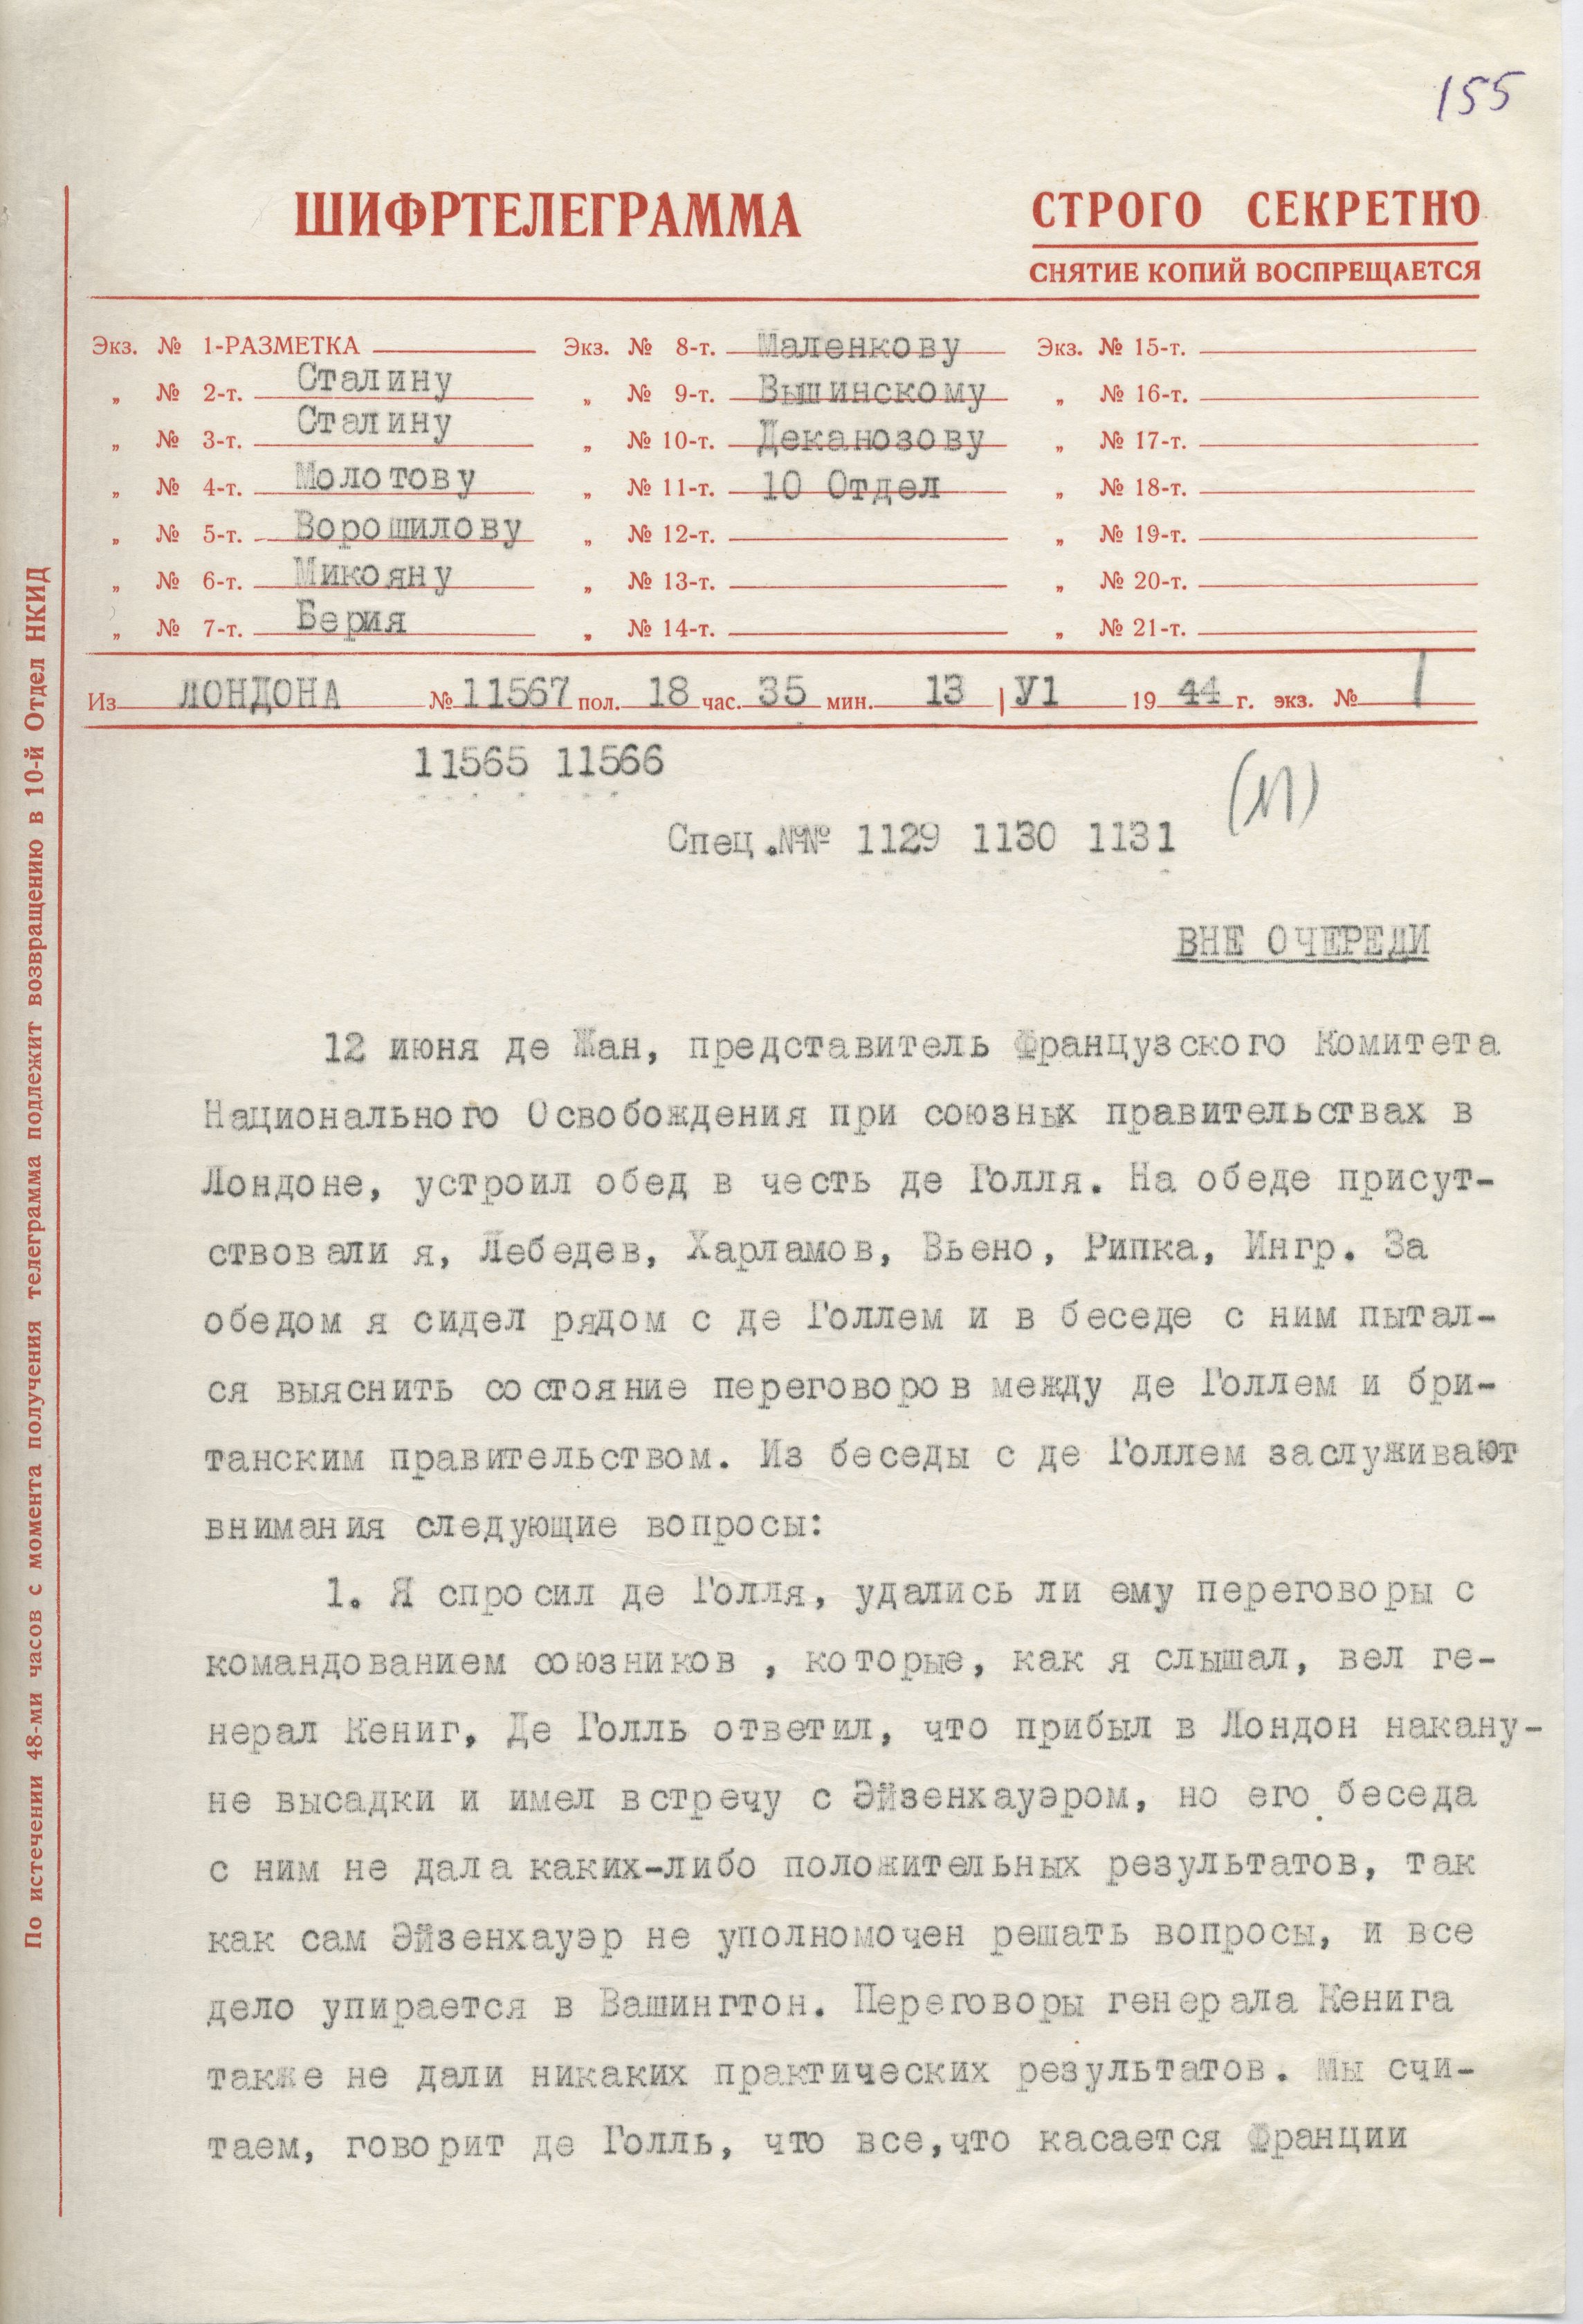 155
ШИФРТЕЛЕГРАММА
СТРОГО СЕКРЕТНО
СНЯТИЕ КОПИЙ ВОСПРЕЩАЕТСЯ
Экз. № 1-РАЗМЕТКА
„ № 2-т. Сталину
„ № 3-т. Сталину
„ № 4-т. Молотову
„ № 5-т. Ворошилову
„ № 6-т. Микояну
„ № 7-т. Берия
Экз. № 8-т. Маленкову
„ № 9-т. Вышинскому
„ № 10-т. Деканозову
„ № 11-т. 10 Отдел
„ № 12-т.
„ № 13-т.
„ № 14-т.
Экз. № 15-т.
„ № 16-т.
„ № 17-т.
„ № 18-т.
„ № 19-т.
„ № 20-т.
„ № 21-т.
Из ЛОНДОНА № 11567 пол. 18 час. 35 мин. 13 | У1 1944 г. экз. № 1
11565 11566
Спец.№№ 1129 1130 1131
ВНЕ ОЧЕРЕДИ
12 июня де Жан, представитель Французского Комитета
Национального Освобождения при союзных правительствах в
Лондоне, устроил обед в честь де Голля. На обеде присут-
ствовали я, Лебедев, Харламов, Вьено, Рипка, Ингр. За
обедом я сидел рядом с де Голлем и в беседе с ним пытал-
ся выяснить состояние переговоров между де Голлем и бри-
танским правительством. Из беседы с де Голлем заслуживают
внимания следующие вопросы:
1. Я спросил де Голля, удались ли ему переговоры с
командованием союзников , которые, как я слышал, вел ге-
нерал Кениг. Де Голль ответил, что прибыл в Лондон накану-
не высадки и имел встречу с Эйзенхауэром, но его беседа
с ним не дала каких-либо положительных результатов, так
как сам Эйзенхауэр не уполномочен решать вопросы, и все
дело упирается в Вашингтон. Переговоры генерала Кенига
также не дали никаких практических результатов. Мы счи-
таем, говорит де Голль, что все,что касается Франции
По истечении 48-ми часов с момента получения телеграмма подлежит возвращению в 10-й Отдел НКИД